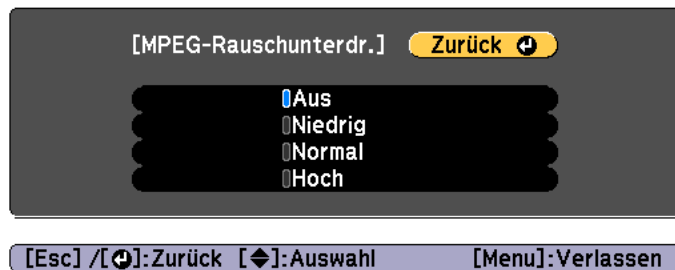 [MPEG-Rauschunterdr.] Zurück
Aus
Niedrig
Normal
Hoch
[Esc] /[⏎]:Zurück [◆]:Auswahl [Menu]:Verlassen